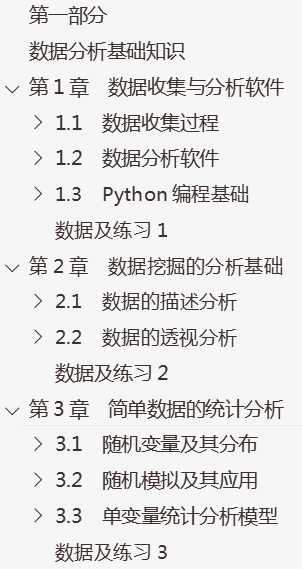 第一部分
数据分析基础知识
第1章 数据收集与分析软件
1.1 数据收集过程
1.2 数据分析软件
1.3 Python 编程基础
数据及练习1
第2章 数据挖掘的分析基础
2.1 数据的描述分析
2.2 数据的透视分析
数据及练习2
第3章 简单数据的统计分析
3.1 随机变量及其分布
3.2 随机模拟及其应用
3.3 单变量统计分析模型
数据及练习3